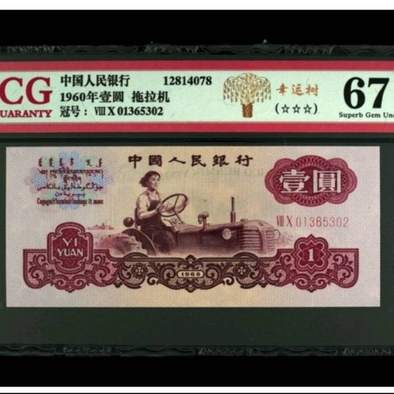 CG
UARANTY
中国人民银行 12814078
1960年壹圆 拖拉机
冠号: Ⅷ X 01365302
幸运树
(☆☆☆)
67
Superb Gem Unc
中国人民银行
壹圓
Ⅷ X 01365302
YI
YUAN
1960
1